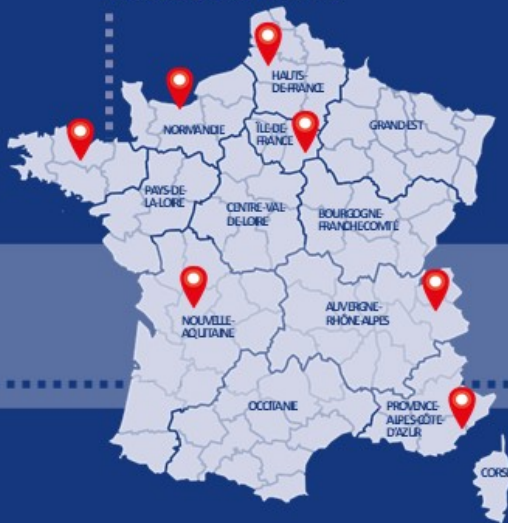 HAUTS-
DE-FRANCE
NORMANDIE
ÎLE-DE-
FRANCE
GRAND-EST
PAYS-DE-
LA-LOIRE
CENTRE-VAL
DE-LOIRE
BOURGOGNE-
FRANCHE-COMTÉ
NOUVELLE-
AQUITAINE
AUVERGNE-
RHÔNE-ALPES
OCCITANIE
PROVENCE-
ALPES-CÔTE-
D'AZUR
CORS